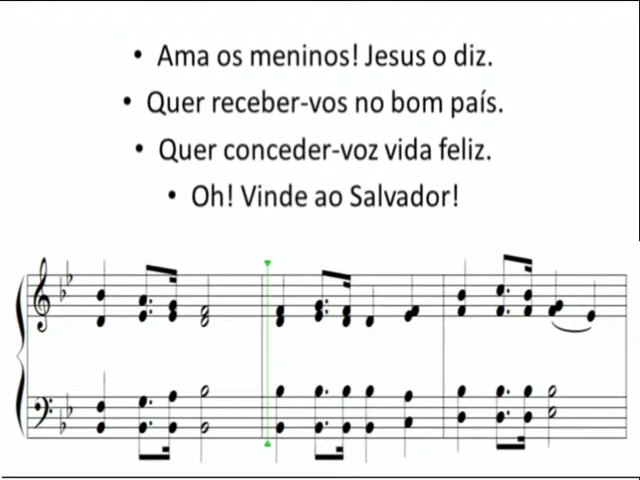 • Ama os meninos! Jesus o diz.
• Quer receber-vos no bom país.
• Quer conceder-voz vida feliz.
• Oh! Vinde ao Salvador!